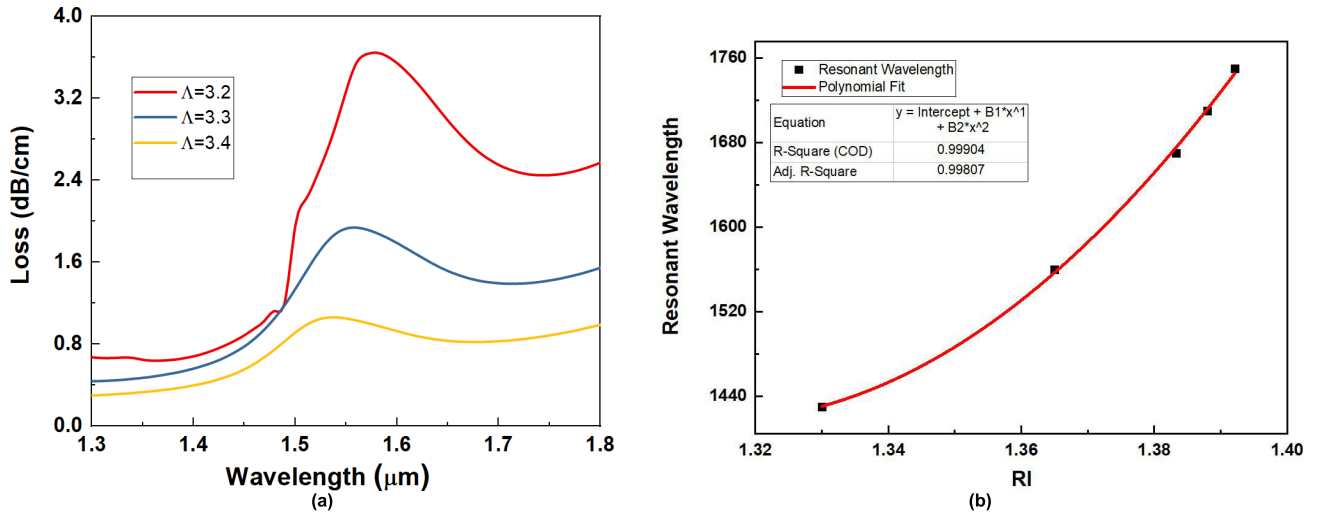 4.0
3.2
2.4
1.6
0.8
0.0
Loss (dB/cm)
Λ=3.2
Λ=3.3
Λ=3.4
1.3 1.4 1.5 1.6 1.7 1.8
Wavelength (μm)
(a)
1760
1680
1600
1520
1440
Resonant Wavelength
Resonant Wavelength
Polynomial Fit
Equation y = Intercept + B1*x^1
+ B2*x^2
R-Square (COD) 0.99904
Adj. R-Square 0.99807
1.32 1.34 1.36 1.38 1.40
RI
(b)